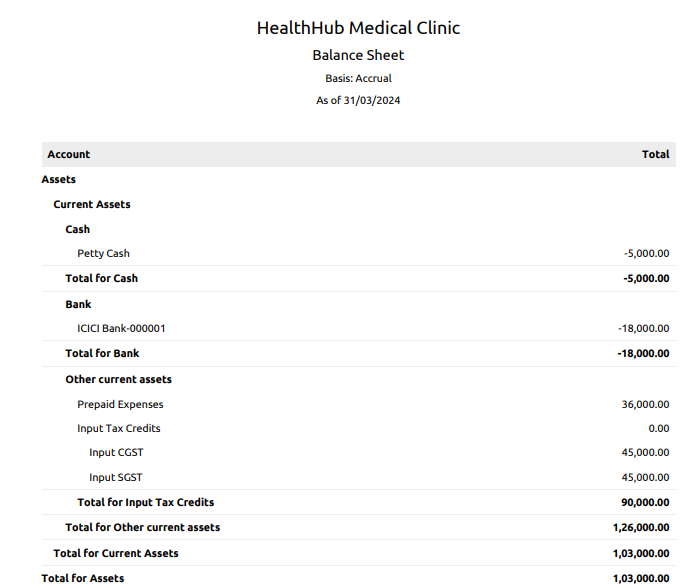 HealthHub Medical Clinic
Balance Sheet
Basis: Accrual
As of 31/03/2024
Account Total
Assets
Current Assets
Cash
Petty Cash -5,000.00
Total for Cash -5,000.00
Bank
ICICI Bank-000001 -18,000.00
Total for Bank -18,000.00
Other current assets
Prepaid Expenses 36,000.00
Input Tax Credits 0.00
Input CGST 45,000.00
Input SGST 45,000.00
Total for Input Tax Credits 90,000.00
Total for Other current assets 1,26,000.00
Total for Current Assets 1,03,000.00
Total for Assets 1,03,000.00